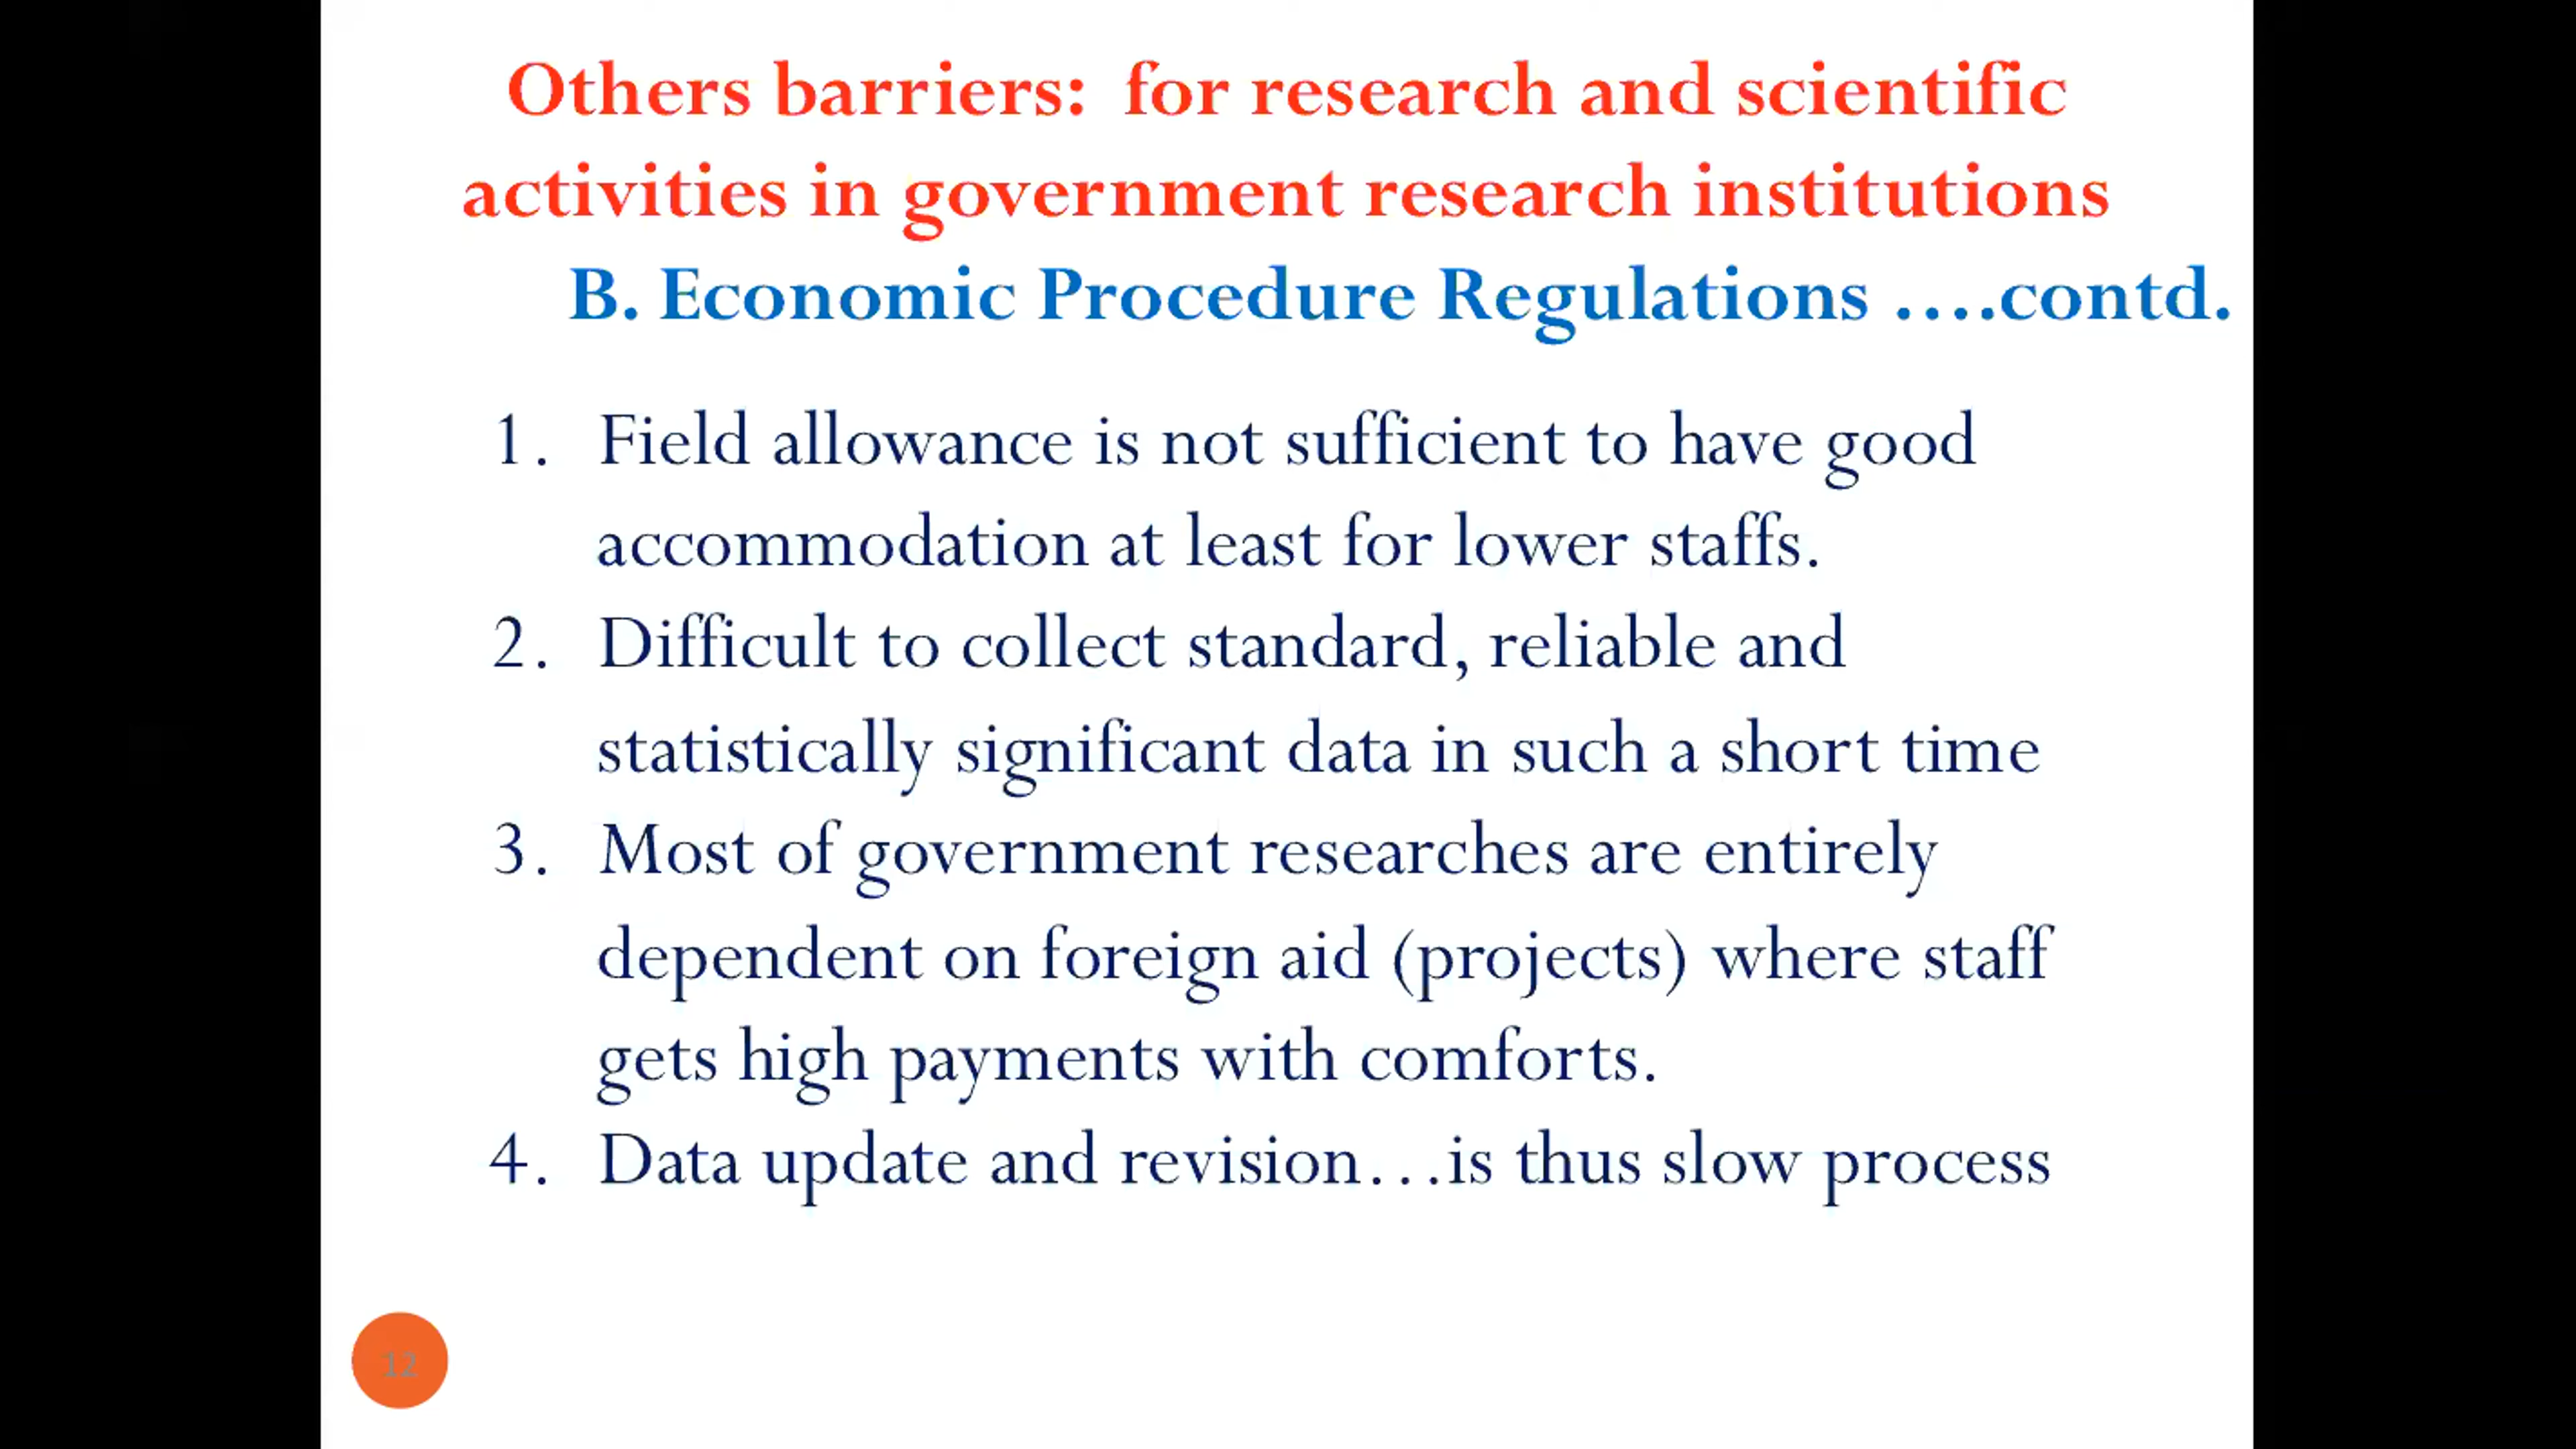 Others barriers: for research and scientific
activities in government research institutions
B. Economic Procedure Regulations ....contd.
1. Field allowance is not sufficient to have good
accommodation at least for lower staffs.
2. Difficult to collect standard, reliable and
statistically significant data in such a short time
3. Most of government researches are entirely
dependent on foreign aid (projects) where staff
gets high payments with comforts.
4. Data update and revision...is thus slow process
12